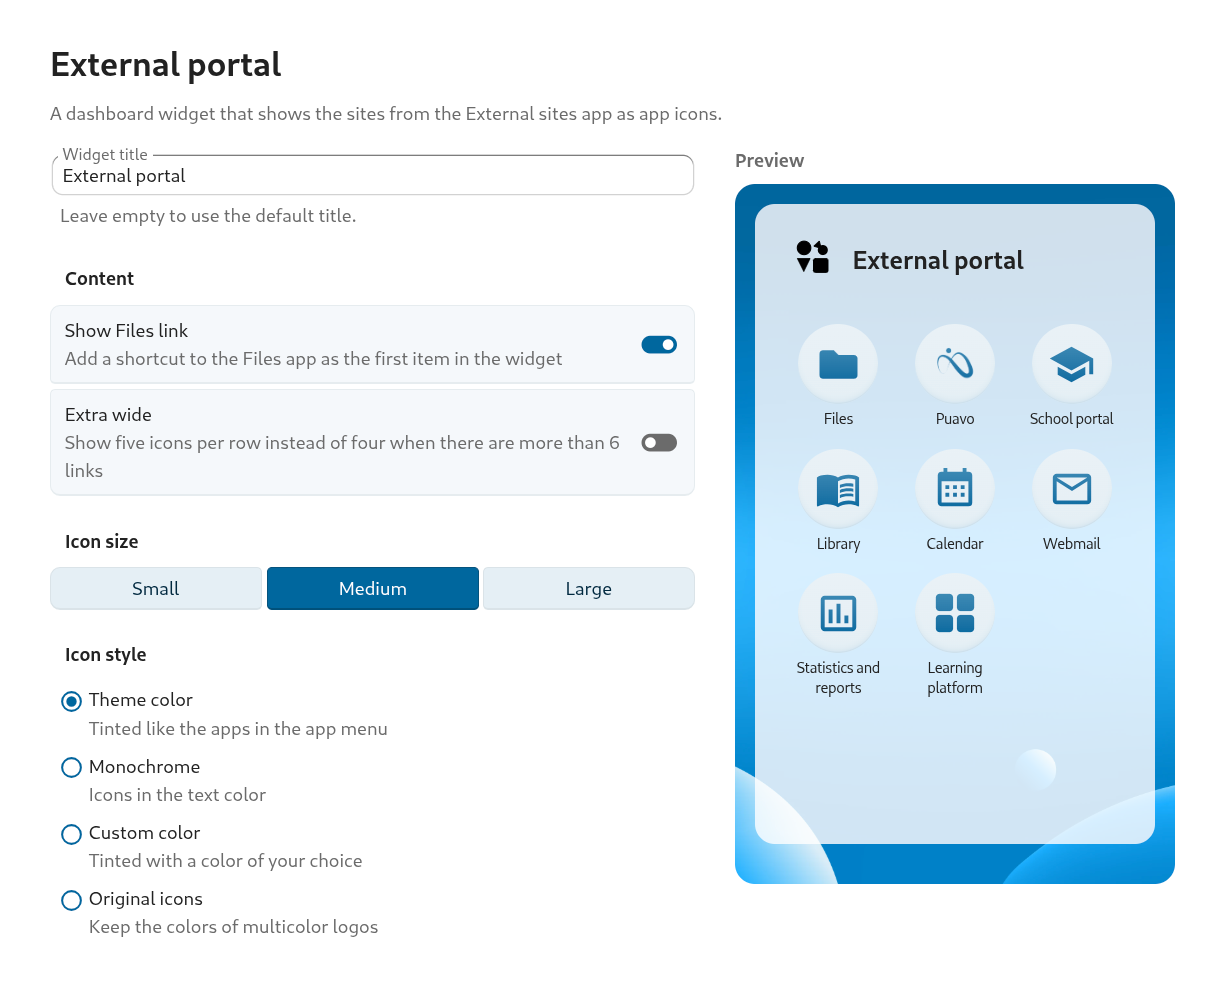 External portal
A dashboard widget that shows the sites from the External sites app as app icons.
Widget title
External portal
Leave empty to use the default title.
Content
Show Files link
Add a shortcut to the Files app as the first item in the widget
Extra wide
Show five icons per row instead of four when there are more than 6
links
Icon size
Small
Medium
Large
Icon style
Theme color
Tinted like the apps in the app menu
Monochrome
Icons in the text color
Custom color
Tinted with a color of your choice
Original icons
Keep the colors of multicolor logos
Preview
External portal
Files
Puavo
School portal
Library
Calendar
Webmail
Statistics and
reports
Learning
platform